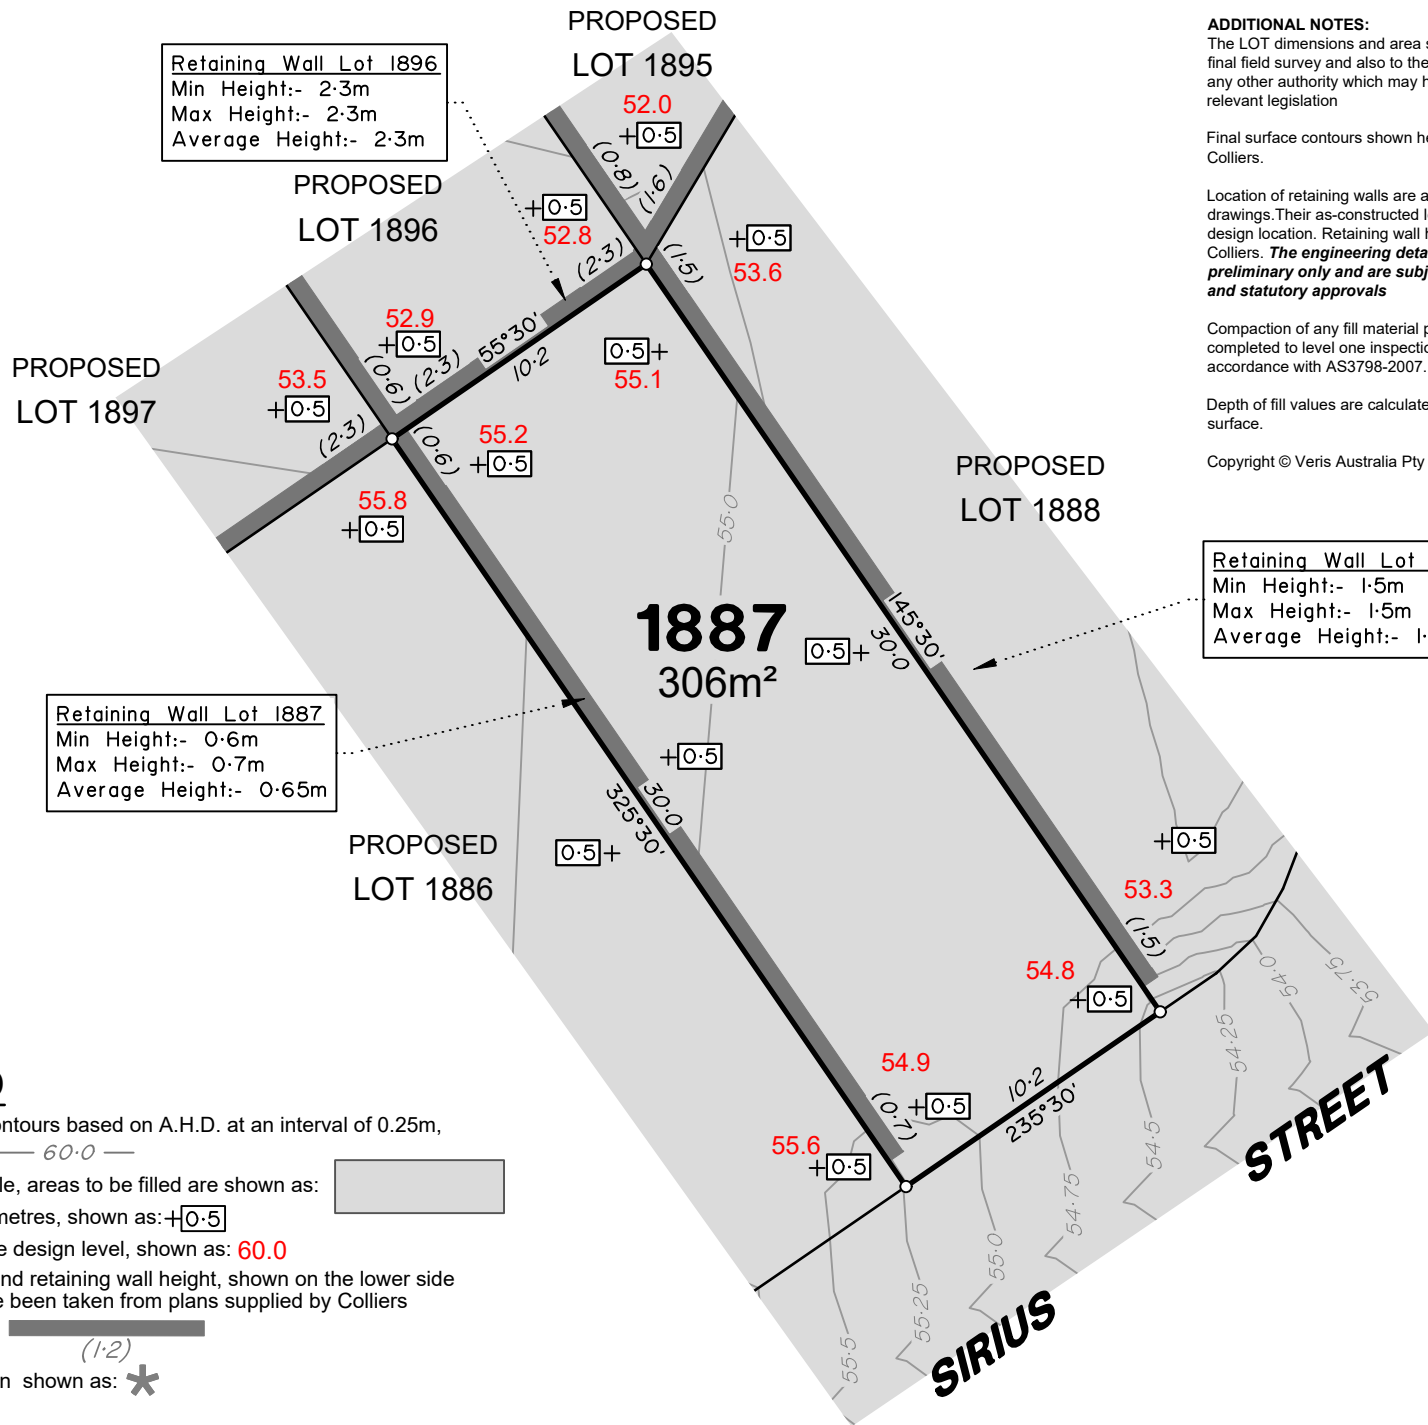 PROPOSED
LOT 1895
Retaining Wall Lot 1896
Min Height:- 2·3m
Max Height:- 2·3m
Average Height:- 2·3m
ADDITIONAL NOTES:
The LOT dimensions and area s
final field survey and also to the
any other authority which may h
relevant legislation
Final surface contours shown he
Colliers.
Location of retaining walls are a
drawings.Their as-constructed l
design location. Retaining wall h
Colliers. The engineering deta
preliminary only and are subj
and statutory approvals
Compaction of any fill material p
completed to level one inspectio
accordance with AS3798-2007.
Depth of fill values are calculate
surface.
Copyright © Veris Australia Pty
52.0
+0·5
(0·8)
(1·6)
PROPOSED
LOT 1896
+0·5
52.8
(2·3)
(1·5)
+0·5
53.6
52.9
+0·5
(0·6)
(2·3)
55°30'
10·2
0·5+
55.1
PROPOSED
LOT 1897
53.5
+0·5
(2·3)
(0·6)
55.2
+0·5
55.8
+0·5
55·0
PROPOSED
LOT 1888
Retaining Wall Lot
Min Height:- 1·5m
Max Height:- 1·5m
Average Height:- 1·
1887
306m²
0·5+
145°30'
30·0
+0·5
Retaining Wall Lot 1887
Min Height:- 0·6m
Max Height:- 0·7m
Average Height:- 0·65m
30·0
325°30'
0·5+
PROPOSED
LOT 1886
+0·5
53.3
(1·5)
54.8
+0·5
54·0
53·75
54·25
54.9
+0·5
(0·7)
10·2
235°30'
55.6
+0·5
54·5
54·75
55·0
55·25
55·5
SIRIUS STREET
ontours based on A.H.D. at an interval of 0.25m,
60·0
le, areas to be filled are shown as:
metres, shown as:+0·5
e design level, shown as: 60.0
nd retaining wall height, shown on the lower side
e been taken from plans supplied by Colliers
(1·2)
n shown as: